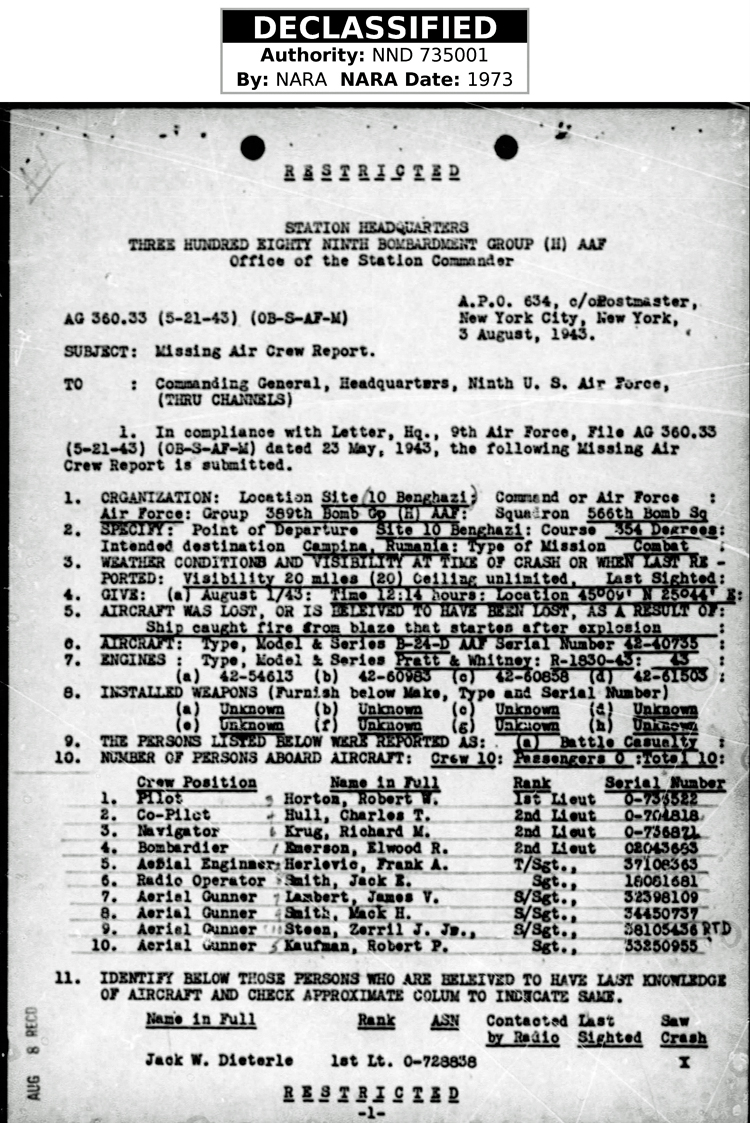 DECLASSIFIED
Authority: NND 735001
By: NARA NARA Date: 1973
RESTRICTED
STATION HEADQUARTERS
THREE HUNDRED EIGHTY NINTH BOMBARDMENT GROUP (H) AAF
Office of the Station Commander
A.P.O. 634, c/oPostmaster,
AG 360.33 (5-21-43) (OB-S-AF-M) New York City, New York,
3 August, 1943.
SUBJECT: Missing Air Crew Report.
TO : Commanding General, Headquarters, Ninth U. S. Air Force,
(THRU CHANNELS)
1. In compliance with Letter, Hq., 9th Air Force, File AG 360.33
(5-21-43) (OB-S-AF-M) dated 23 May, 1943, the following Missing Air
Crew Report is submitted.
1. ORGANIZATION: Location Site 10 Benghazi; Command or Air Force :
Air Force: Group 389th Bomb Gp (H) AAF: Squadron 566th Bomb Sq
2. SPECIFY: Point of Departure Site 10 Benghazi: Course 354 Degrees:
Intended destination Campina, Rumania: Type of Mission Combat :
3. WEATHER CONDITIONS AND VISIBILITY AT TIME OF CRASH OR WHEN LAST RE -
PORTED: Visibility 20 miles (20) Ceiling unlimited, Last Sighted:
4. GIVE: (a) August 1/43: Time 12:14 hours: Location 45°09' N 25°44' E:
5. AIRCRAFT WAS LOST, OR IS BELEIVED TO HAVE BEEN LOST, AS A RESULT OF:
Ship caught fire from blaze that startes after explosion :
6. AIRCRAFT: Type, Model & Series B-24-D AAF Serial Number 42-40735 :
7. ENGINES : Type, Model & Series Pratt & Whitney: R-1830-43: 43 :
(a) 42-54613 (b) 42-60983 (c) 42-60858 (d) 42-61503 :
8. INSTALLED WEAPONS (Furnish below Make, Type and Serial Number)
(a) Unknown (b) Unknown (c) Unknown (d) Unknown
(e) Unknown (f) Unknown (g) Unknown (h) Unknown
9. THE PERSONS LISTED BELOW WERE REPORTED AS: (a) Battle Casualty :
10. NUMBER OF PERSONS ABOARD AIRCRAFT: Crew 10: Passengers 0 :Total 10:
Crew Position Name in Full Rank Serial Number
1. Pilot Horton, Robert W. 1st Lieut 0-736522
2. Co-Pilot Hull, Charles T. 2nd Lieut 0-704818
3. Navigator Krug, Richard M. 2nd Lieut 0-736871
4. Bombardier Emerson, Elwood R. 2nd Lieut 02043663
5. Aerial Engineer Herlevic, Frank A. T/Sgt., 37108363
6. Radio Operator Smith, Jack E. Sgt., 18061681
7. Aerial Gunner Lambert, James V. S/Sgt., 32398109
8. Aerial Gunner Smith, Mack H. S/Sgt., 34450737
9. Aerial Gunner Steen, Zerril J. Jr., S/Sgt., 38105436 RTD
10. Aerial Gunner Kaufman, Robert P. Sgt., 33250955
11. IDENTIFY BELOW THOSE PERSONS WHO ARE BELEIVED TO HAVE LAST KNOWLEDGE
OF AIRCRAFT AND CHECK APPROXIMATE COLUM TO INDICATE SAME.
Name in Full Rank ASN Contacted Last Saw
by Radio Sighted Crash
Jack W. Dieterle 1st Lt. 0-728838 X
AUG 8 RECD
RESTRICTED
-1-